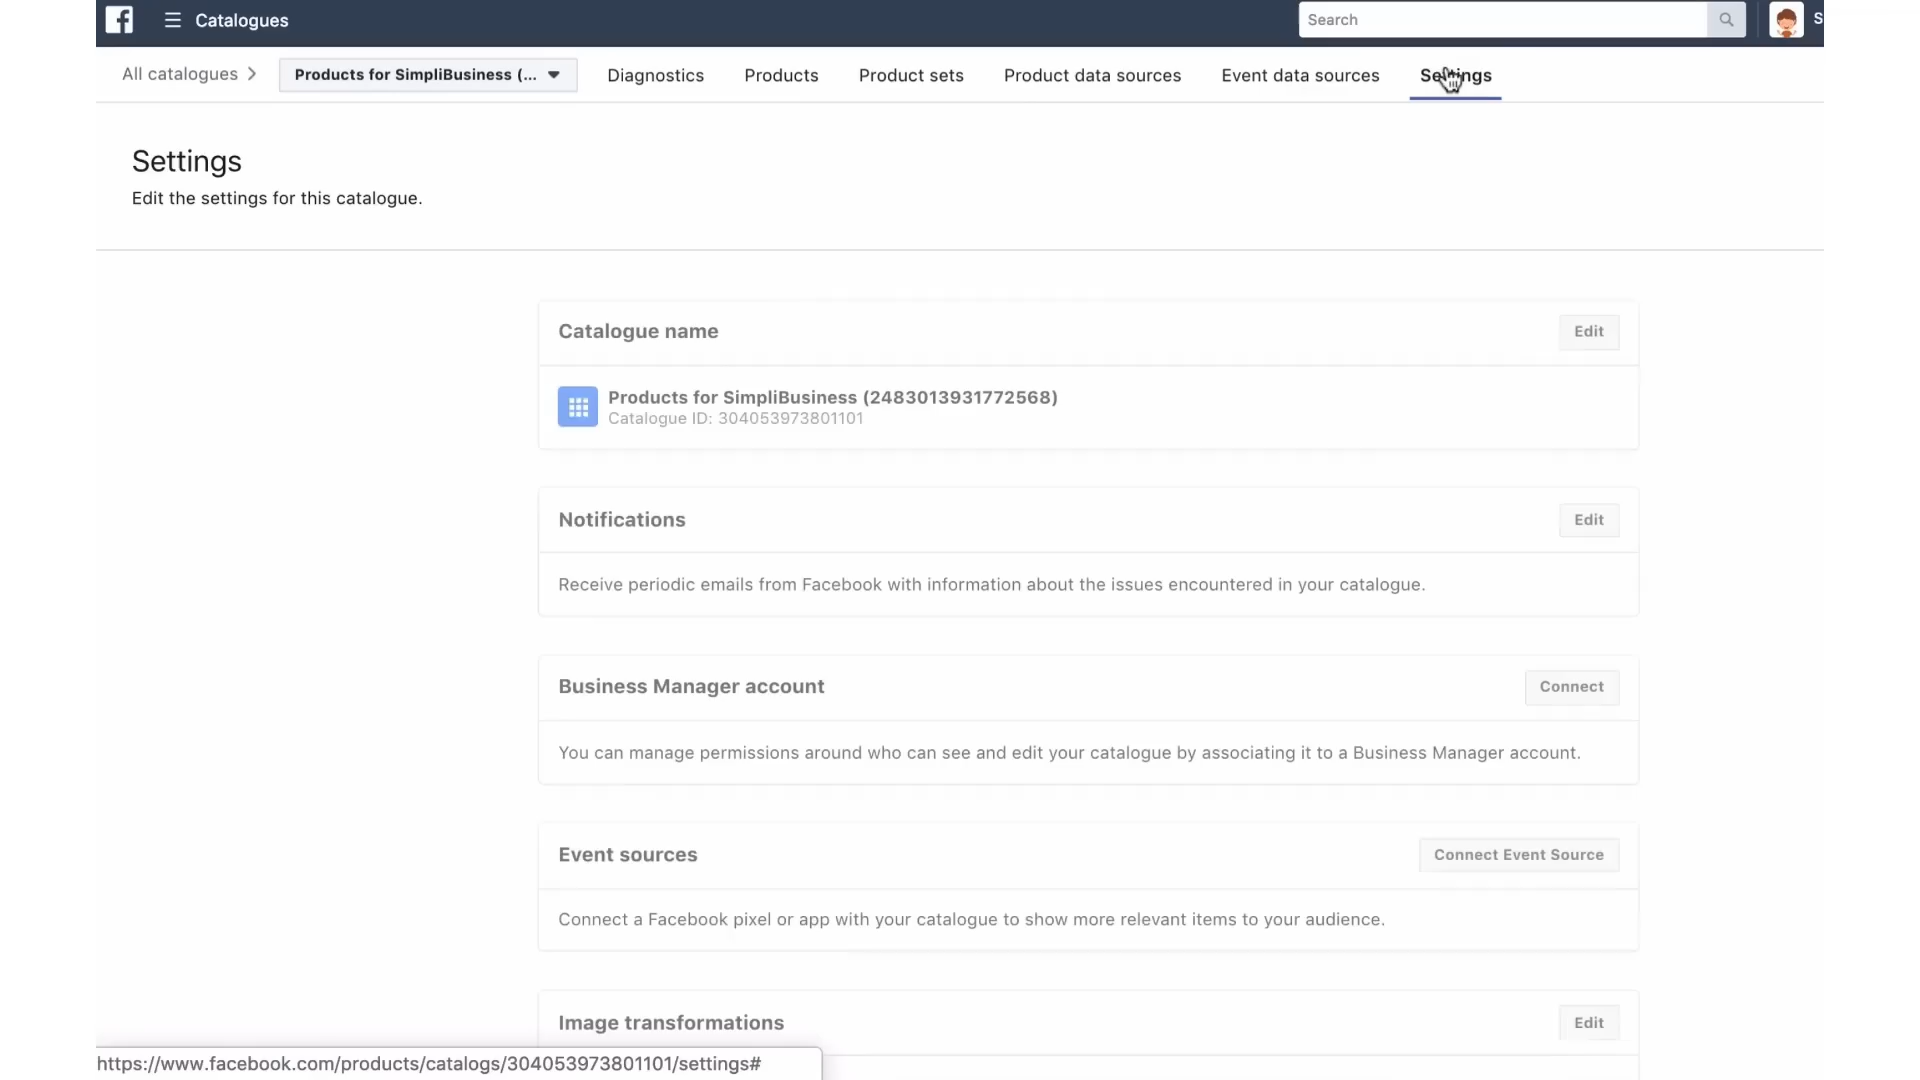 Catalogues
Search
S
All catalogues
Products for SimpliBusiness (...
Diagnostics
Products
Product sets
Product data sources
Event data sources
Settings
Settings
Edit the settings for this catalogue.
Catalogue name
Edit
Products for SimpliBusiness (2483013931772568)
Catalogue ID: 304053973801101
Notifications
Edit
Receive periodic emails from Facebook with information about the issues encountered in your catalogue.
Business Manager account
Connect
You can manage permissions around who can see and edit your catalogue by associating it to a Business Manager account.
Event sources
Connect Event Source
Connect a Facebook pixel or app with your catalogue to show more relevant items to your audience.
Image transformations
Edit
https://www.facebook.com/products/catalogs/304053973801101/settings#